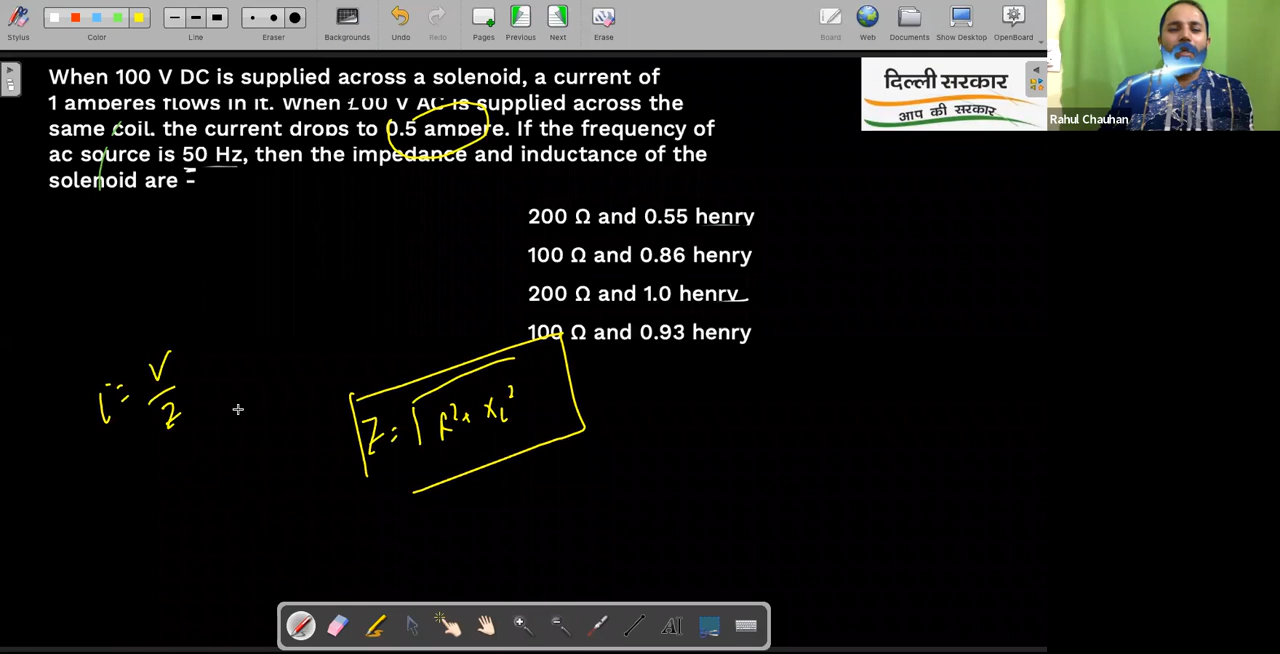 Stylus
Color
Line
Eraser
Backgrounds
Undo
Redo
Pages
Previous
Next
Erase
Board
Web
Documents
Show Desktop
OpenBoard
When 100 V DC is supplied across a solenoid, a current of
1 amperes flows in it. When 100 V AC is supplied across the
same coil, the current drops to 0.5 ampere. If the frequency of
ac source is 50 Hz, then the impedance and inductance of the
solenoid are -
दिल्ली सरकार
आप की सरकार
Rahul Chauhan
200 Ω and 0.55 henry
100 Ω and 0.86 henry
200 Ω and 1.0 henry
100 Ω and 0.93 henry
i = V/Z
Z = √R² + X_L²
AI